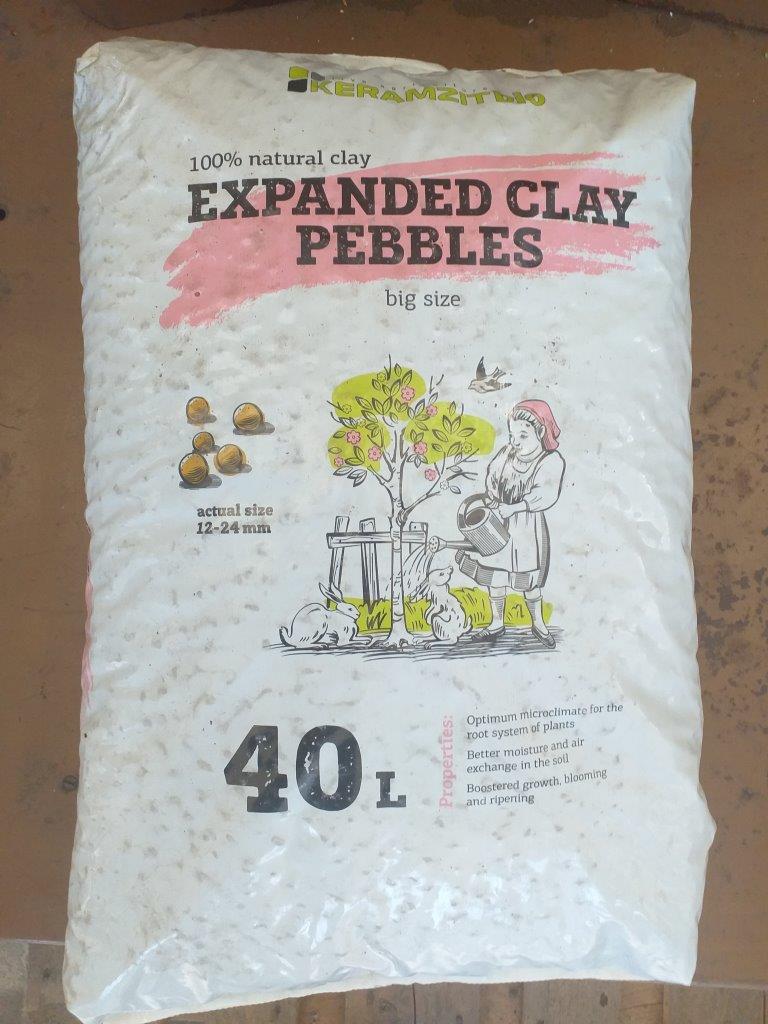 KERAMZITbio
100% natural clay
EXPANDED CLAY
PEBBLES
big size
actual size
12-24 mm
40 L
Properties:
Optimum microclimate for the
root system of plants
Better moisture and air
exchange in the soil
Boostered growth, blooming
and ripening